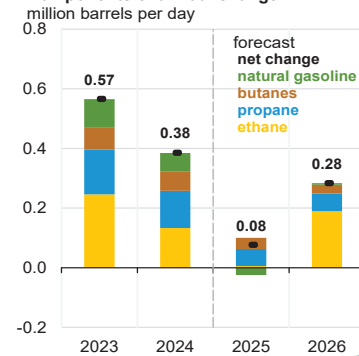 million barrels per day
0.8
0.6
0.4
0.2
0.0
-0.2
forecast
net change
natural gasoline
butanes
propane
ethane
0.57
0.38
0.08
0.28
2023 2024 2025 2026